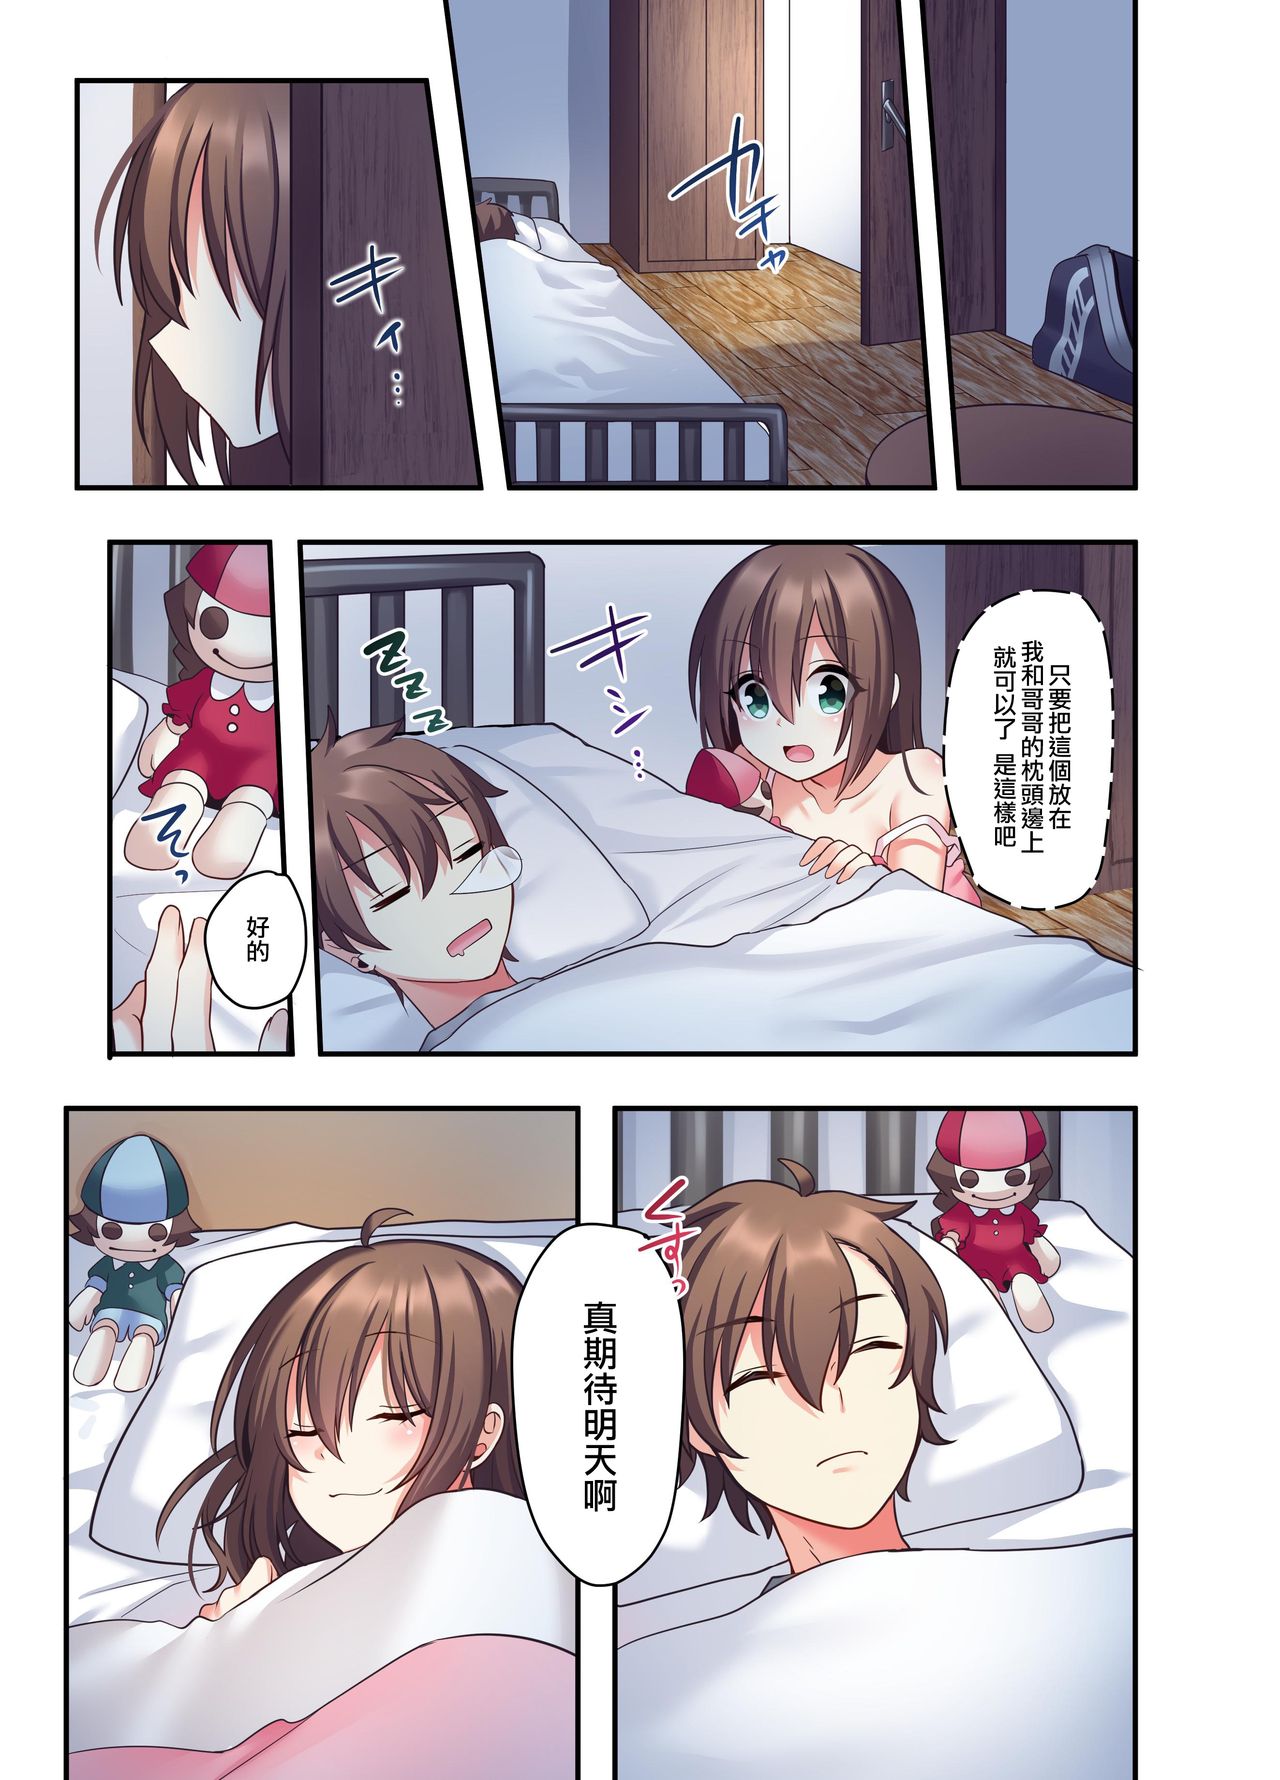 カチャ
キィ…
只要把這個放在
我和哥哥的枕頭邊上
就可以了 是這樣吧
キシ…
zzz
そっ
好的
くすっ
真期待明天啊